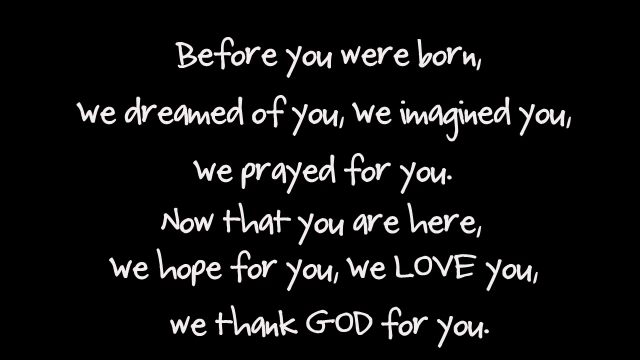 Before you were born,
we dreamed of you, we imagined you,
we prayed for you.
Now that you are here,
we hope for you, we LOVE you,
we thank GOD for you.